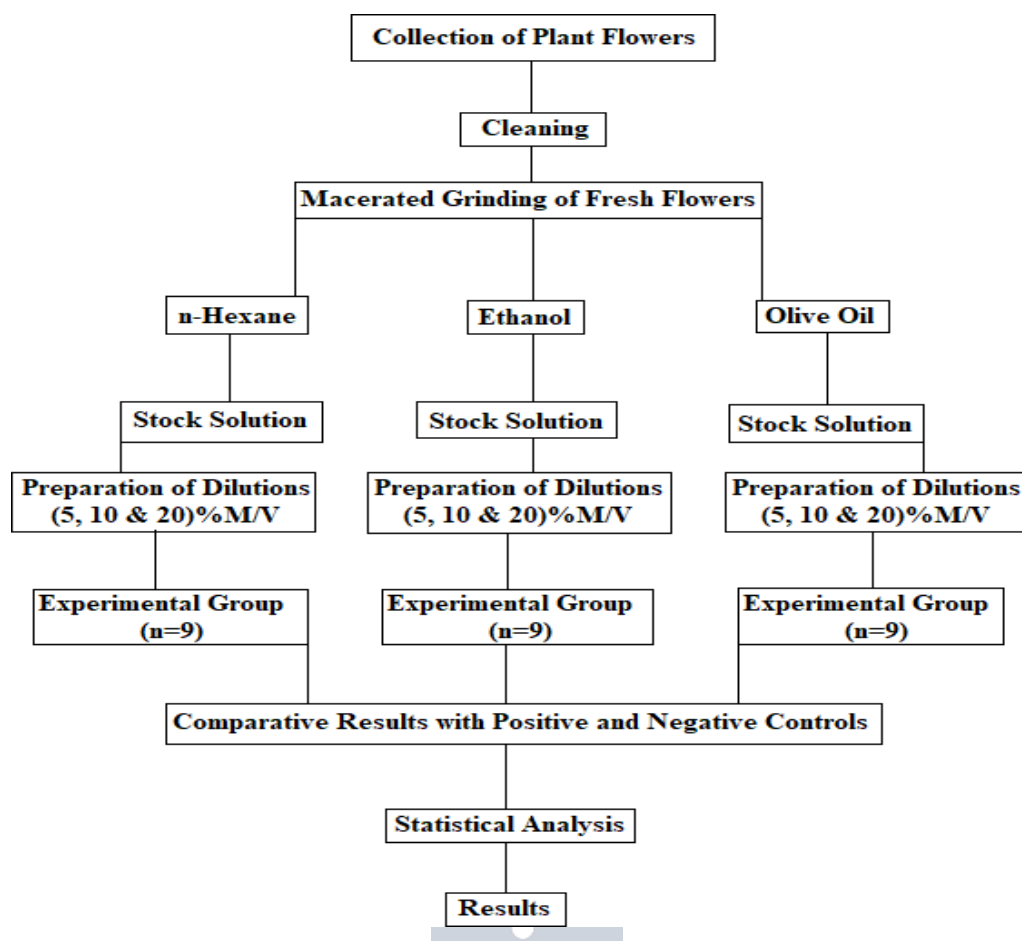 Collection of Plant Flowers
Cleaning
Macerated Grinding of Fresh Flowers
n-Hexane
Ethanol
Olive Oil
Stock Solution
Stock Solution
Stock Solution
Preparation of Dilutions
(5, 10 & 20)%M/V
Preparation of Dilutions
(5, 10 & 20)%M/V
Preparation of Dilutions
(5, 10 & 20)%M/V
Experimental Group
(n=9)
Experimental Group
(n=9)
Experimental Group
(n=9)
Comparative Results with Positive and Negative Controls
Statistical Analysis
Results